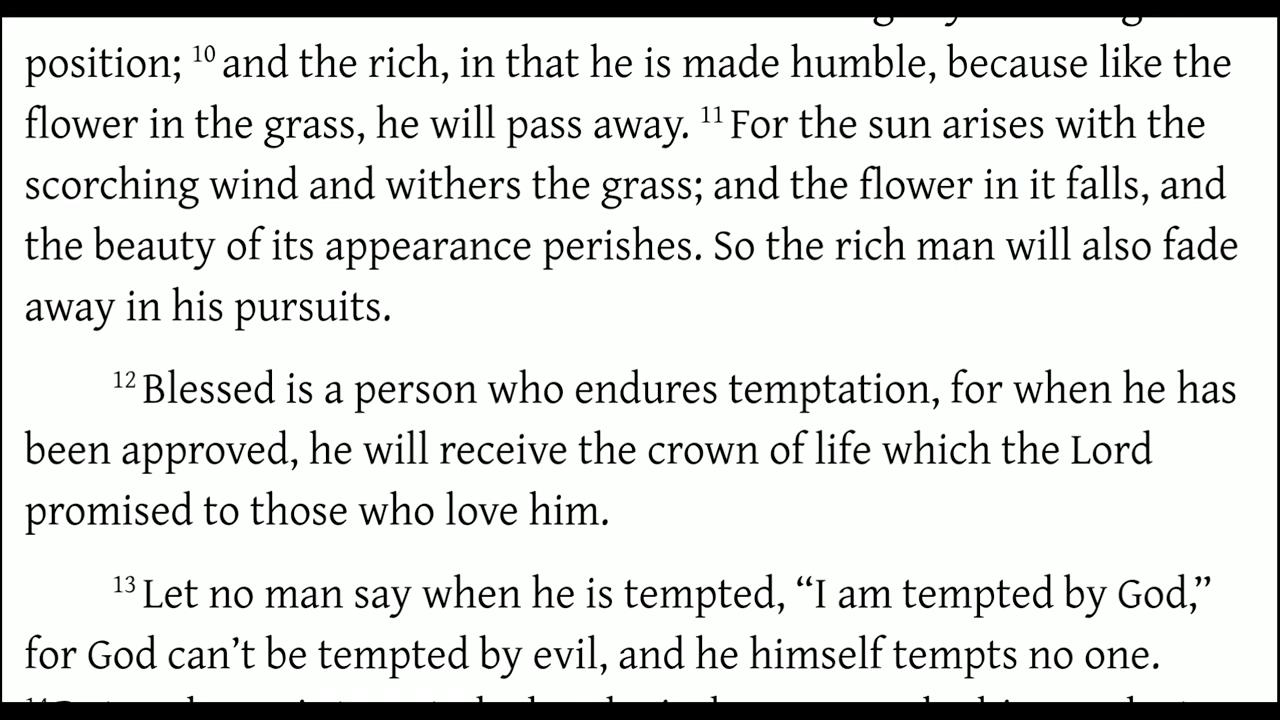 position; 10 and the rich, in that he is made humble, because like the
flower in the grass, he will pass away. 11 For the sun arises with the
scorching wind and withers the grass; and the flower in it falls, and
the beauty of its appearance perishes. So the rich man will also fade
away in his pursuits.
12 Blessed is a person who endures temptation, for when he has
been approved, he will receive the crown of life which the Lord
promised to those who love him.
13 Let no man say when he is tempted, “I am tempted by God,”
for God can’t be tempted by evil, and he himself tempts no one.